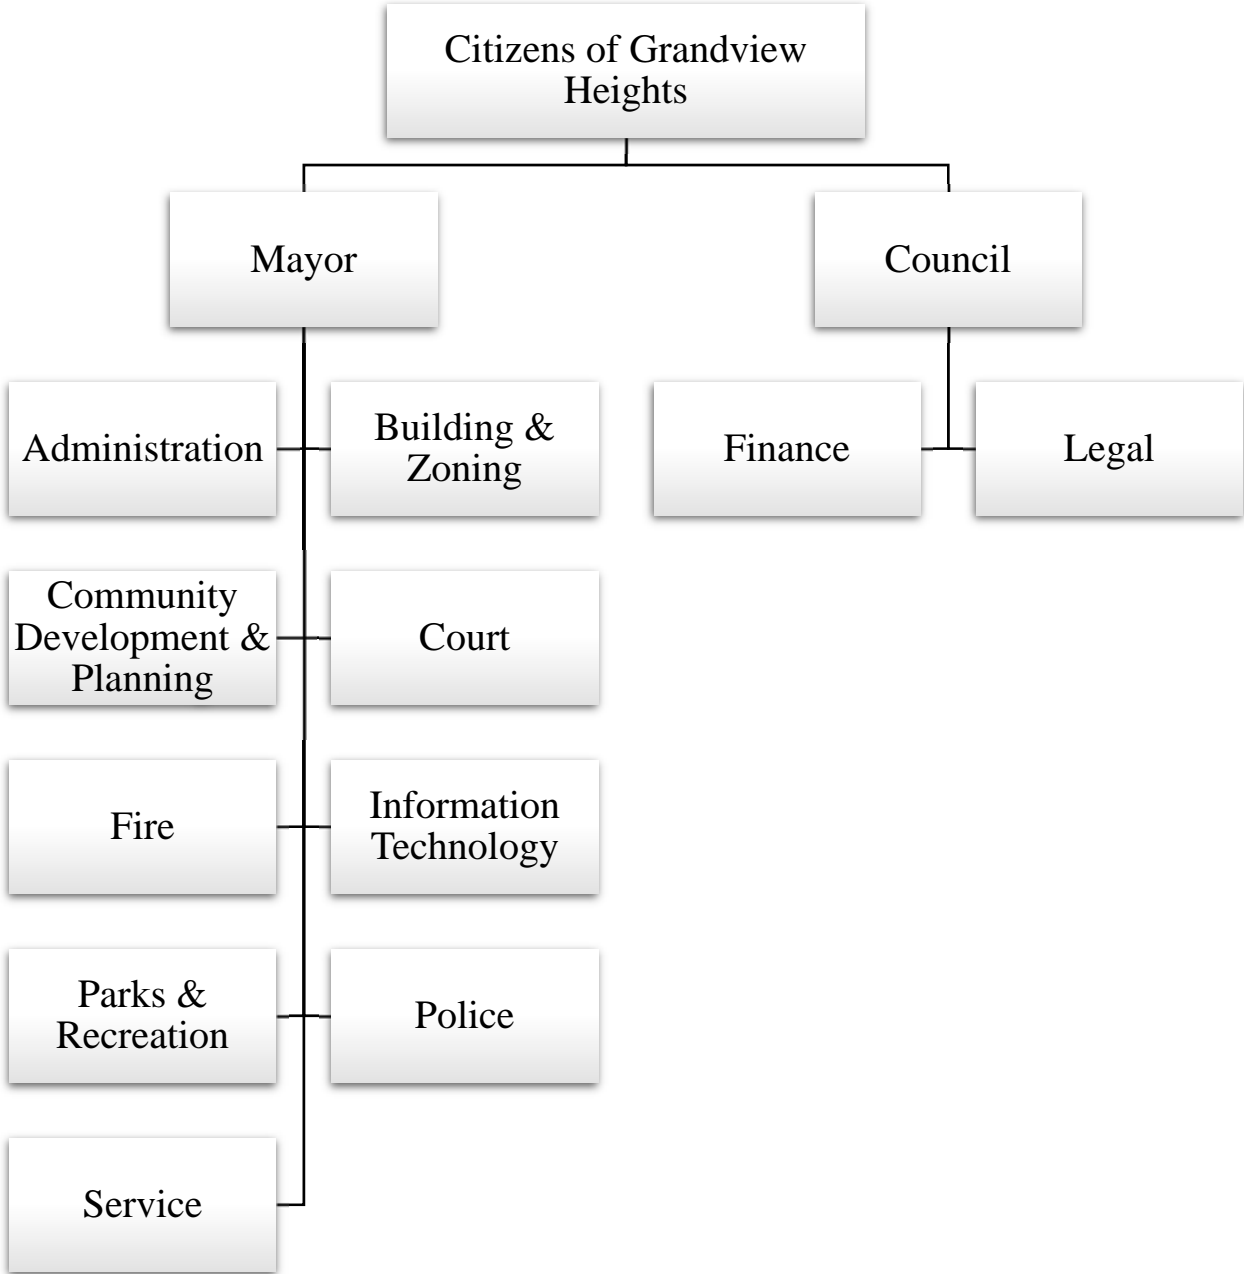 Citizens of Grandview
Heights
Mayor
Council
Administration
Building &
Zoning
Finance
Legal
Community
Development &
Planning
Court
Fire
Information
Technology
Parks &
Recreation
Police
Service